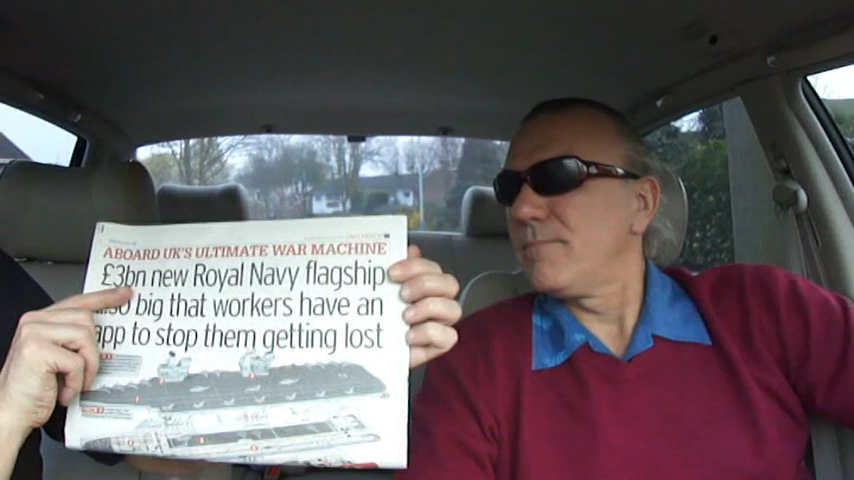 ABOARD UK'S ULTIMATE WAR MACHINE
£3bn new Royal Navy flagship
also big that workers have an
app to stop them getting lost